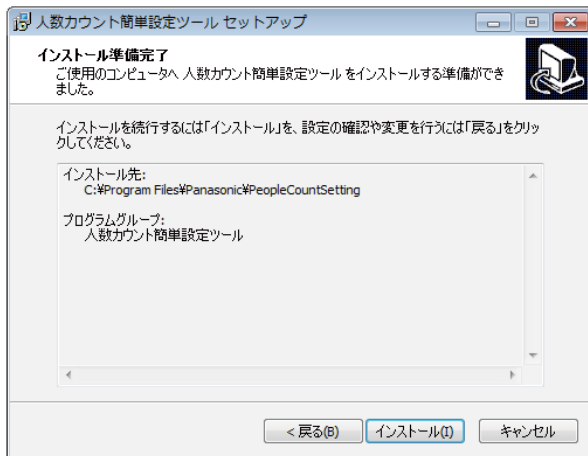 人数カウント簡単設定ツール セットアップ
インストール準備完了
ご使用のコンピュータへ 人数カウント簡単設定ツール をインストールする準備ができ
ました。
インストールを続行するには「インストール」を、設定の確認や変更を行うには「戻る」をクリッ
クしてください。
インストール先:
C:¥Program Files¥Panasonic¥PeopleCountSetting
プログラムグループ:
人数カウント簡単設定ツール
< 戻る(B)
インストール(I)
キャンセル